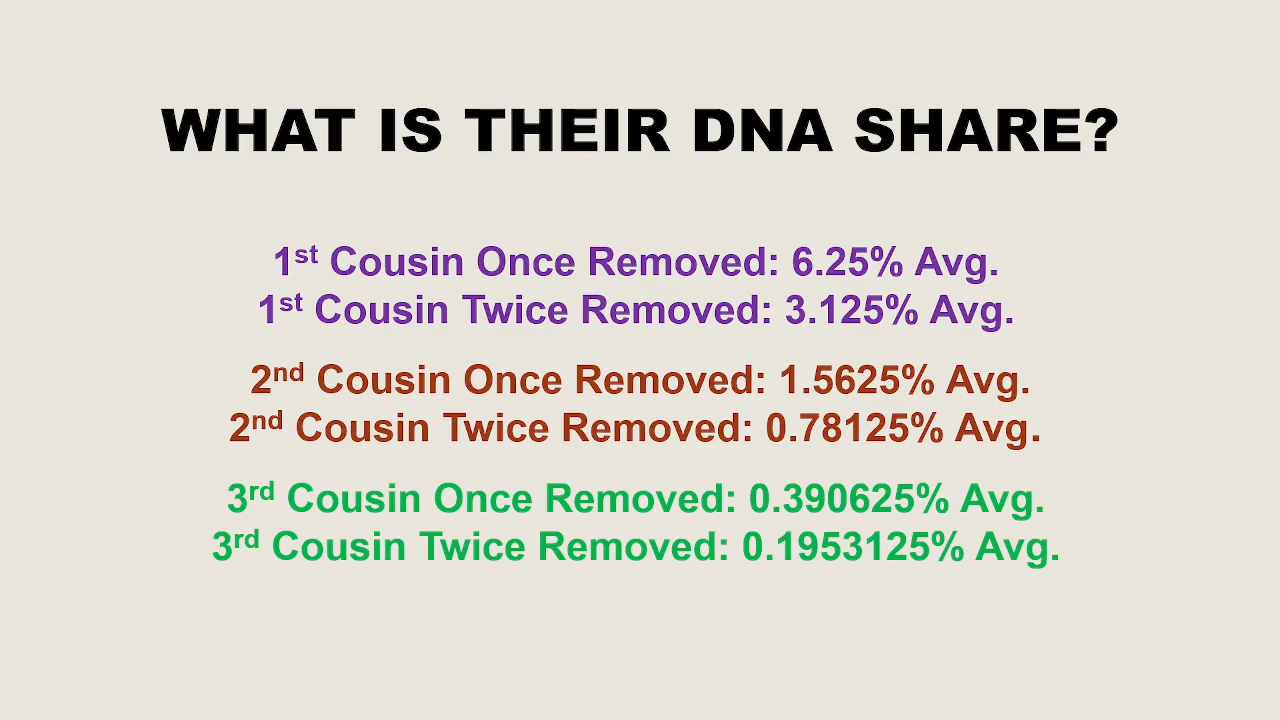 WHAT IS THEIR DNA SHARE?
1st Cousin Once Removed: 6.25% Avg.
1st Cousin Twice Removed: 3.125% Avg.
2nd Cousin Once Removed: 1.5625% Avg.
2nd Cousin Twice Removed: 0.78125% Avg.
3rd Cousin Once Removed: 0.390625% Avg.
3rd Cousin Twice Removed: 0.1953125% Avg.